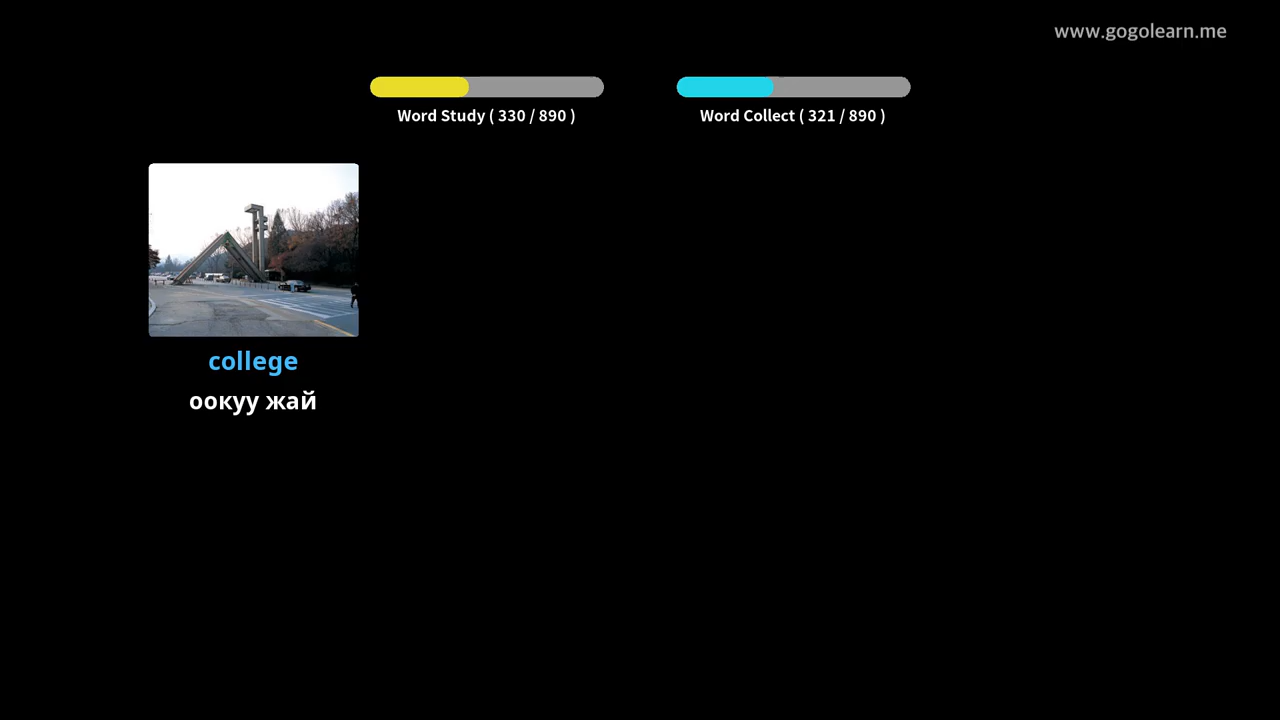 www.gogolearn.me
Word Study ( 330 / 890 )
Word Collect ( 321 / 890 )
college
оокуу жай